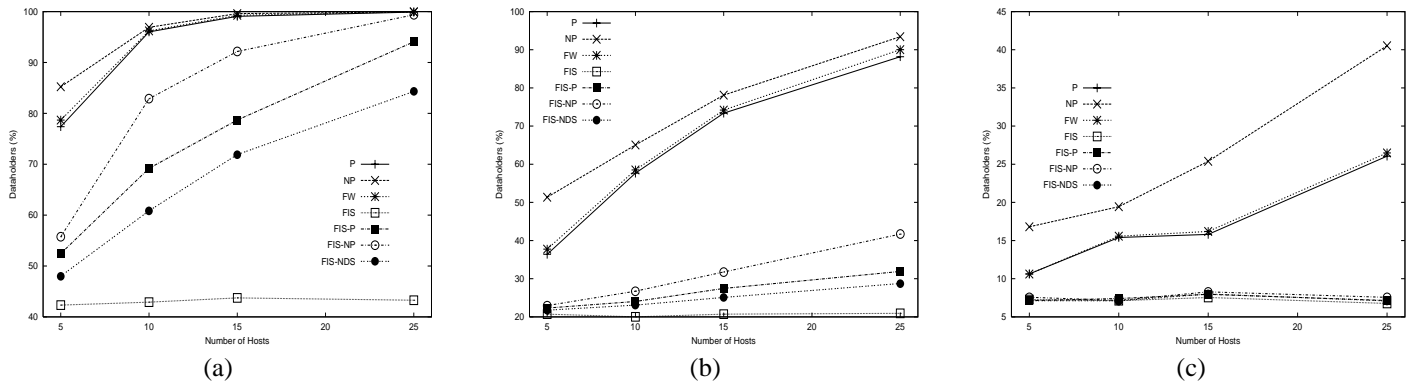 100
90
80
70
60
50
40
5
10
15
20
25
Dataholders (%)
Number of Hosts
P
NP
FW
FIS
FIS-P
FIS-NP
FIS-NDS
(a)
100
90
80
70
60
50
40
30
20
5
10
15
20
25
Dataholders (%)
Number of Hosts
P
NP
FW
FIS
FIS-P
FIS-NP
FIS-NDS
(b)
45
40
35
30
25
20
15
10
5
5
10
15
20
25
Dataholders (%)
Number of Hosts
P
NP
FW
FIS
FIS-P
FIS-NP
FIS-NDS
(c)